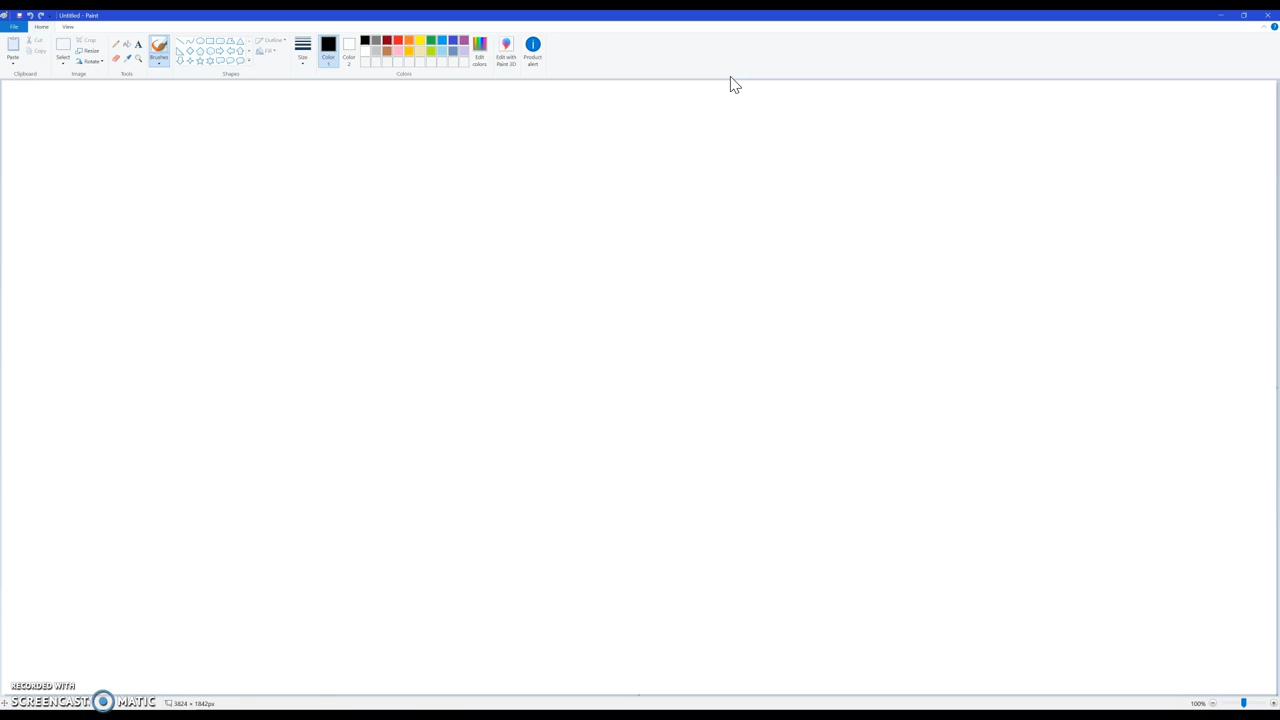 Untitled - Paint
File Home View
Paste
Cut
Copy
Clipboard
Select
Crop
Resize
Rotate
Image
A
Tools
Brushes
Outline
Fill
Shapes
Size
Color 1
Color 2
Colors
Edit colors
Edit with Paint 3D
Product alert
RECORDED WITH
SCREENCAST MATIC
3824 × 1842px
100%